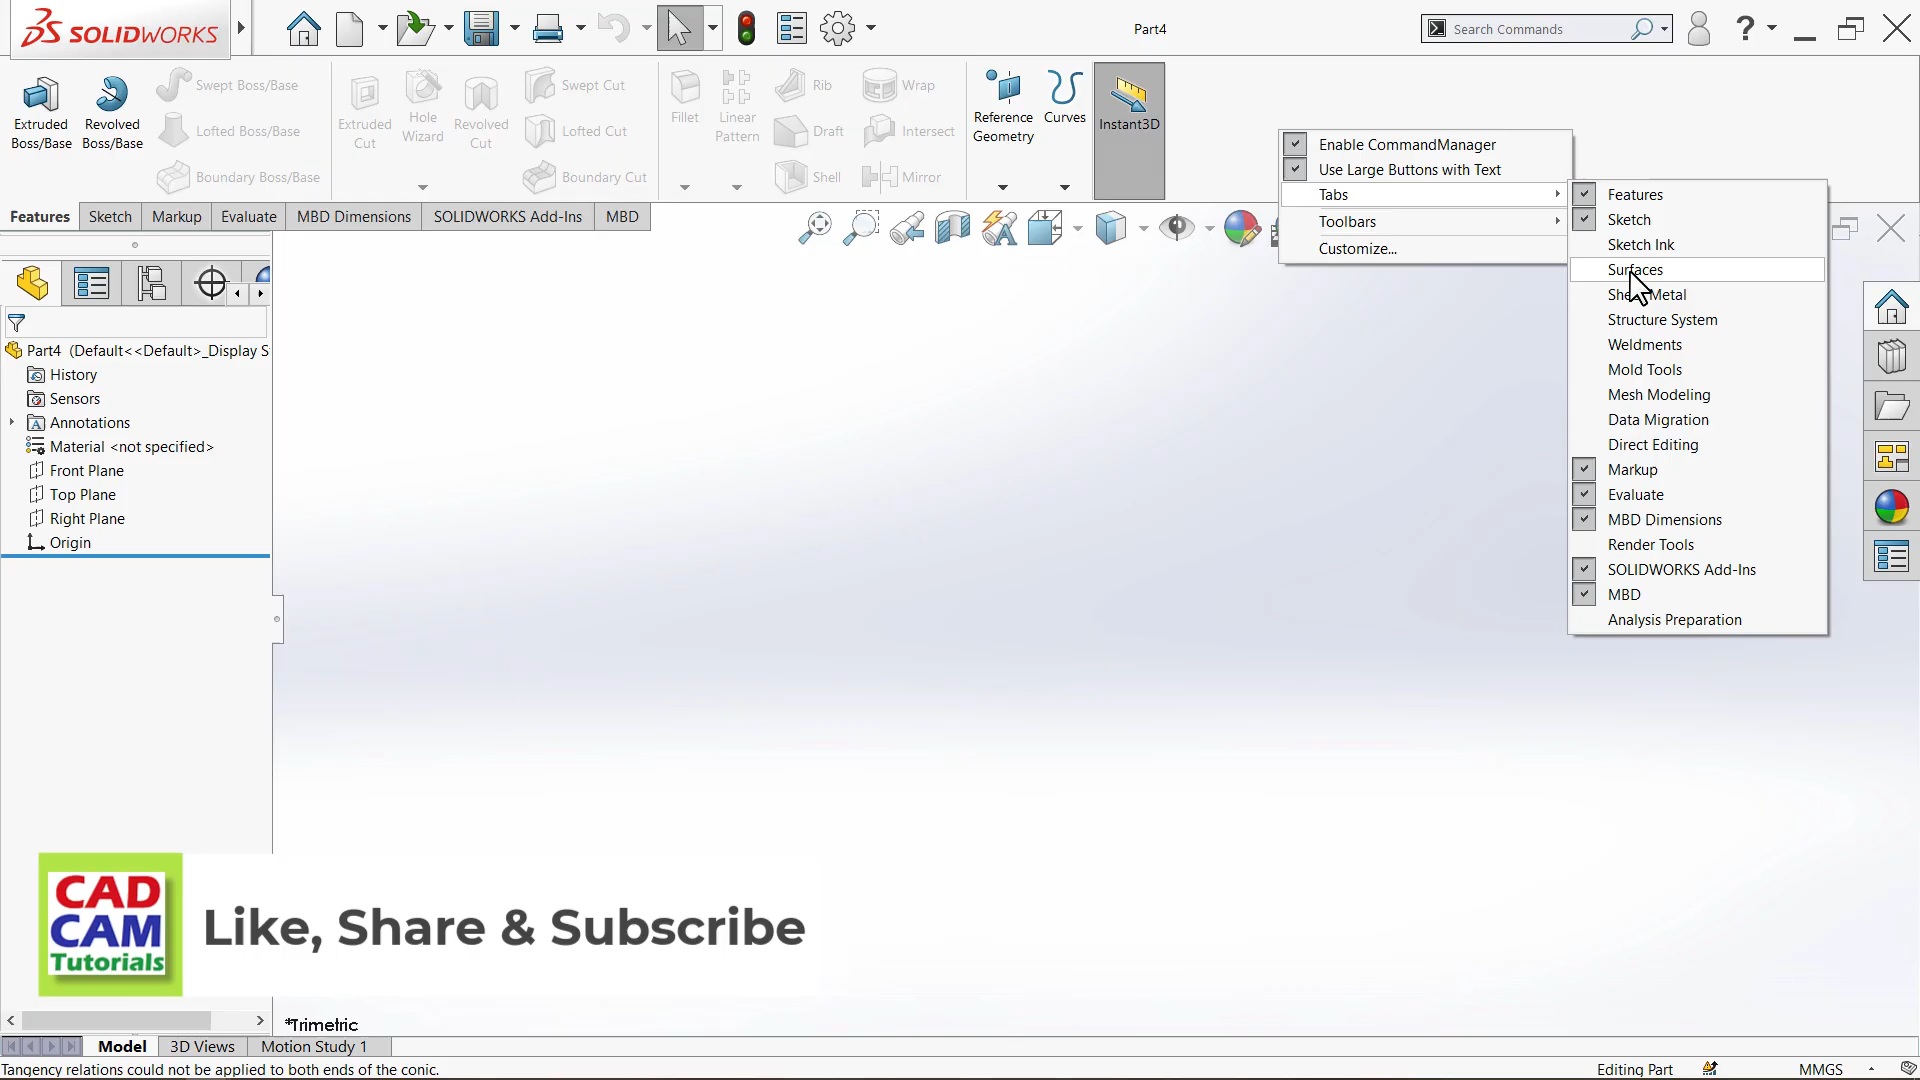 SOLIDWORKS
Part4
Search Commands
Extruded Boss/Base
Revolved Boss/Base
Swept Boss/Base
Lofted Boss/Base
Boundary Boss/Base
Extruded Cut
Hole Wizard
Revolved Cut
Swept Cut
Lofted Cut
Boundary Cut
Fillet
Linear Pattern
Rib
Draft
Shell
Wrap
Intersect
Mirror
Reference Geometry
Curves
Instant3D
Features
Sketch
Markup
Evaluate
MBD Dimensions
SOLIDWORKS Add-Ins
MBD
Enable CommandManager
Use Large Buttons with Text
Tabs
Toolbars
Customize...
Features
Sketch
Sketch Ink
Surfaces
Metal
Structure System
Weldments
Mold Tools
Mesh Modeling
Data Migration
Direct Editing
Markup
Evaluate
MBD Dimensions
Render Tools
SOLIDWORKS Add-Ins
MBD
Analysis Preparation
Part4 (Default<<Default>_Display S
History
Sensors
Annotations
Material <not specified>
Front Plane
Top Plane
Right Plane
Origin
CAD
CAM
Tutorials
Like, Share & Subscribe
*Trimetric
Model
3D Views
Motion Study 1
Tangency relations could not be applied to both ends of the conic.
Editing Part
MMGS